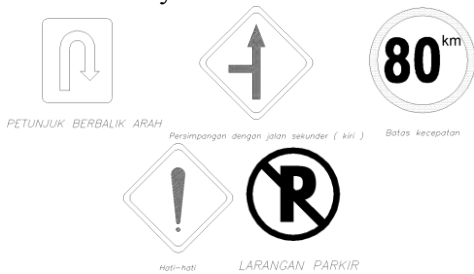 80 km
PETUNJUK BERBALIK ARAH
Persimpangan dengan jalan sekunder ( kiri )
Batas kecepatan
!
P
Hati-hati
LARANGAN PARKIR